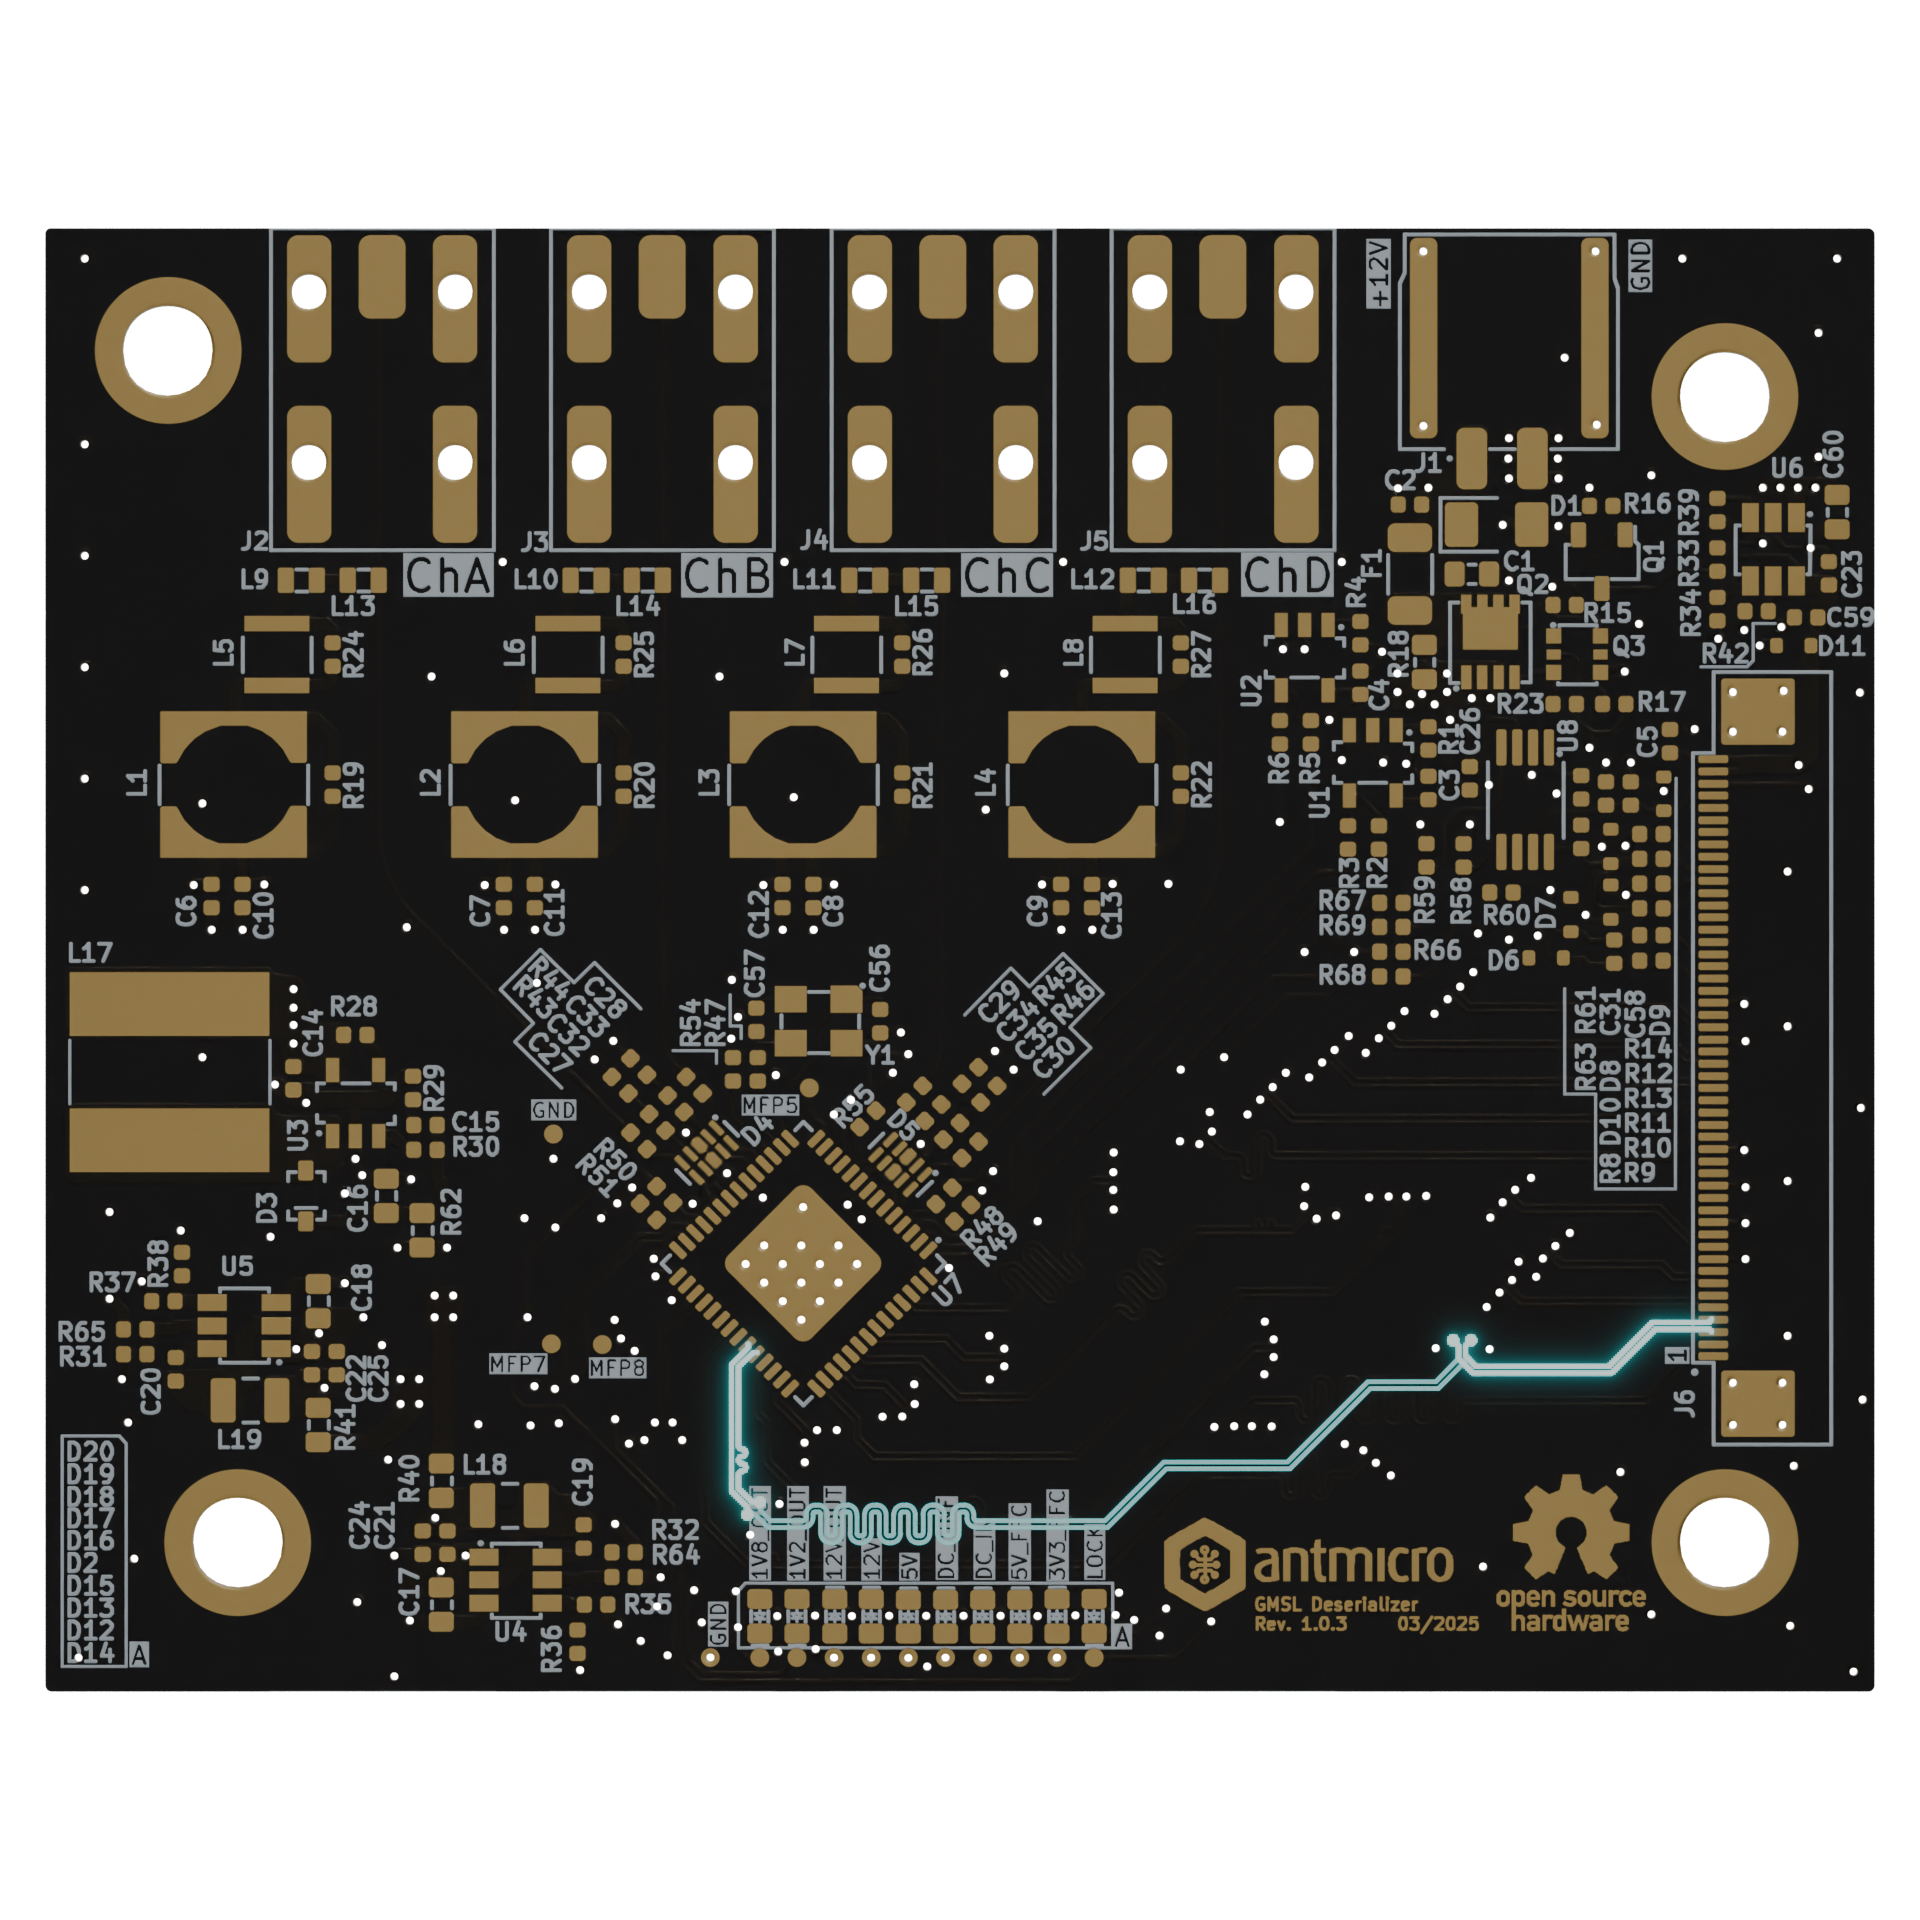 +12V
GND
J2
J3
J4
J5
J1
ChA
ChB
ChC
ChD
L9
L13
L10
L14
L11
L15
L12
L16
C2
D1
R16
R39
U6
C60
F1
C1
Q2
Q1
R33
C23
R4
R15
R34
C59
L5
R24
L6
R25
L7
R26
L8
R27
R18
Q3
R42
D11
U2
C4
R23
R17
L1
R19
L2
R20
L3
R21
L4
R22
R6
R5
R1
C26
U8
C5
U1
C3
C6
C10
C7
C11
C12
C8
C9
C13
R3
R2
R59
R58
R60
D7
R67
R69
R66
R68
D6
L17
R28
C14
R44
C28
R43
C33
C32
C27
R54
R47
C57
C56
Y1
C29
R45
C34
R46
C35
C30
R61
C31
C58
D9
R63
D8
R14
R12
R13
D10
R11
R10
R8
R9
R29
C15
R30
U3
GND
MFP5
R55
D5
D4
R50
R51
D3
C16
R62
R48
R49
U7
R38
U5
R37
C18
R65
R31
C20
C22
C25
L19
R41
MFP7
MFP8
1
J6
D20
D19
D18
D17
D16
D2
D15
D13
D12
D14
A
R40
L18
C19
C24
C21
R32
R64
C17
U4
R35
R36
GND
5V
LOCK
A
antmicro
GMSL Deserializer
Rev. 1.0.3 03/2025
open source
hardware